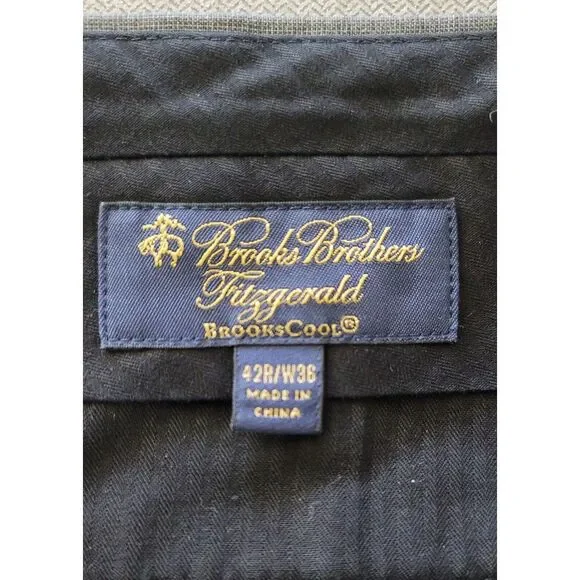 Brooks Brothers
Fitzgerald
BROOKSCOOL®
42R/W36
MADE IN
CHINA